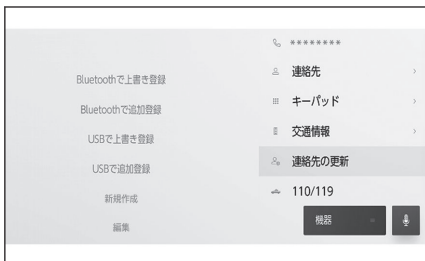 Bluetoothで上書き登録
Bluetoothで追加登録
USBで上書き登録
USBで追加登録
新規作成
編集
********
連絡先
キーパッド
交通情報
連絡先の更新
110/119
機器